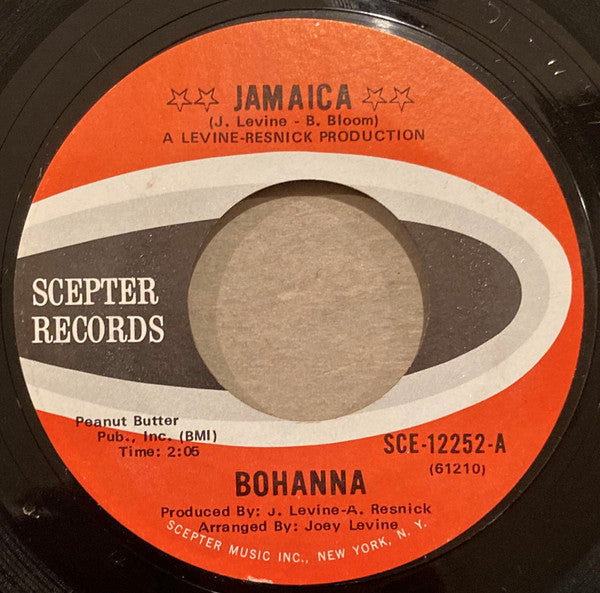 ☆☆ JAMAICA ☆☆
(J. Levine - B. Bloom)
A LEVINE-RESNICK PRODUCTION
SCEPTER
RECORDS
Peanut Butter
Pub., Inc. (BMI)
Time: 2:05
SCE-12252-A
(61210)
BOHANNA
Produced By: J. Levine-A. Resnick
Arranged By: Joey Levine
SCEPTER MUSIC INC., NEW YORK, N. Y.